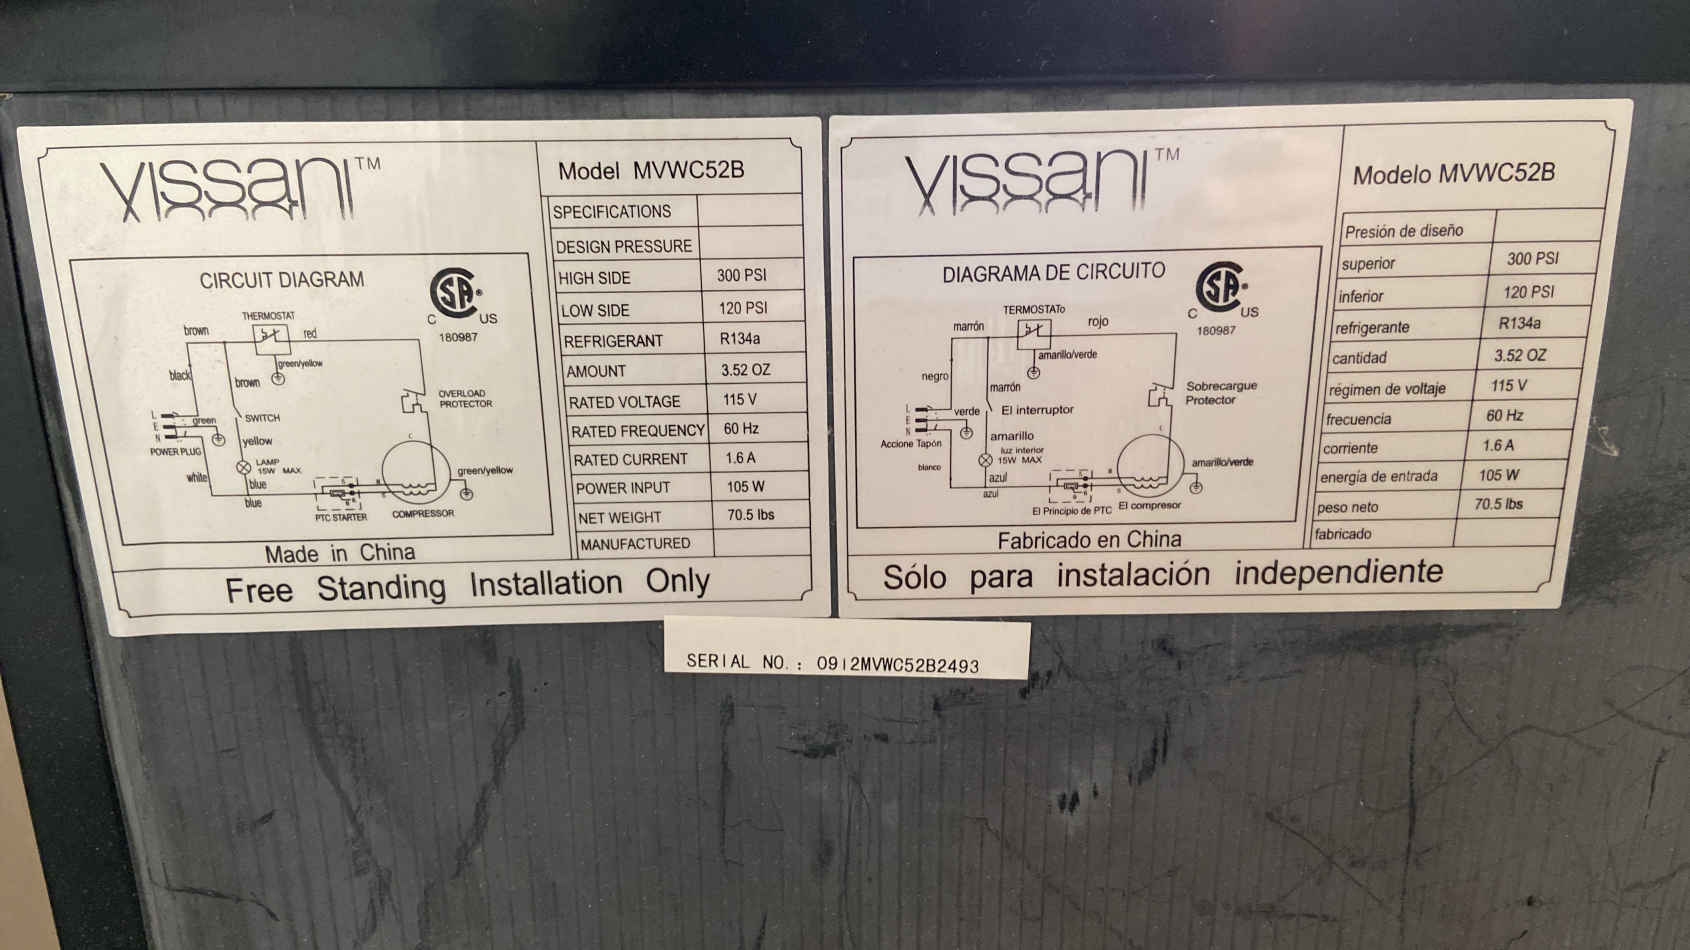 VISSANI™
Model MVWC52B
SPECIFICATIONS
DESIGN PRESSURE
HIGH SIDE 300 PSI
LOW SIDE 120 PSI
REFRIGERANT R134a
AMOUNT 3.52 OZ
RATED VOLTAGE 115 V
RATED FREQUENCY 60 Hz
RATED CURRENT 1.6 A
POWER INPUT 105 W
NET WEIGHT 70.5 lbs
MANUFACTURED
CIRCUIT DIAGRAM
SA®
C US
180987
THERMOSTAT
brown
red
green/yellow
black
brown
OVERLOAD
PROTECTOR
SWITCH
L
E
N
green
yellow
POWER PLUG
LAMP
15W MAX
white
blue
blue
C
green/yellow
PTC STARTER
COMPRESSOR
Made in China
Free Standing Installation Only
VISSANI™
Modelo MVWC52B
Presión de diseño
superior 300 PSI
inferior 120 PSI
refrigerante R134a
cantidad 3.52 OZ
régimen de voltaje 115 V
frecuencia 60 Hz
corriente 1.6 A
energía de entrada 105 W
peso neto 70.5 lbs
fabricado
DIAGRAMA DE CIRCUITO
SA®
C US
180987
TERMOSTATo
marrón
rojo
amarillo/verde
negro
marrón
Sobrecargue
Protector
El interruptor
L
E
N
verde
Accione Tapón
amarillo
luz interior
15W MAX
blanco
azul
azul
C
amarillo/verde
El Principio de PTC
El compresor
Fabricado en China
Sólo para instalación independiente
SERIAL NO.: 0912MVWC52B2493